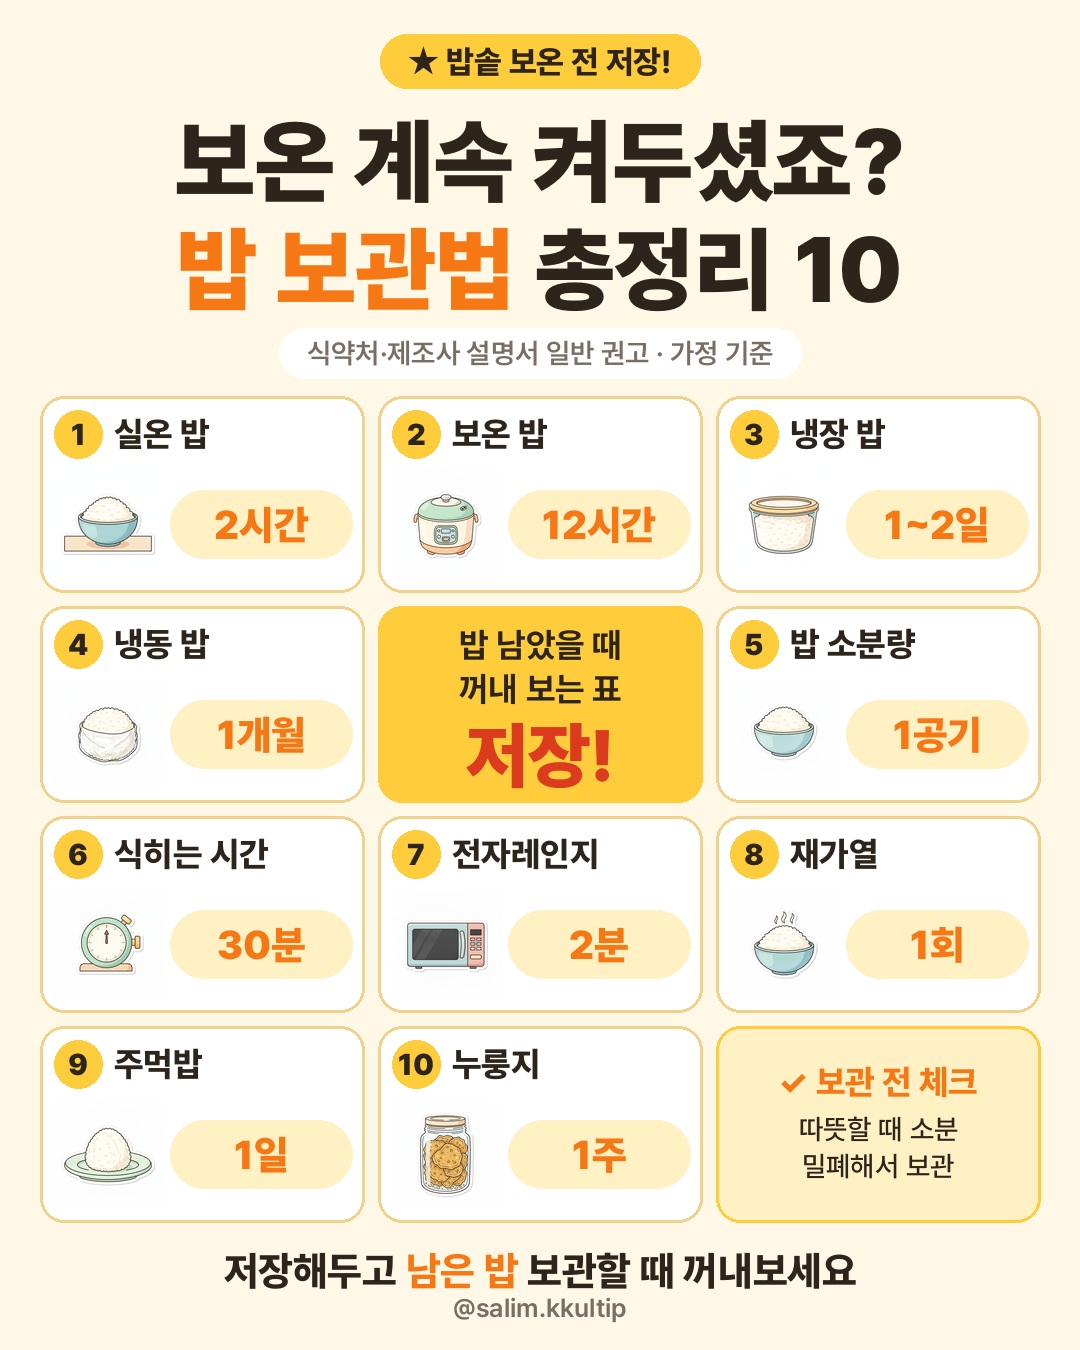 ★ 밥솥 보온 전 저장!
보온 계속 켜두셨죠?
밥 보관법 총정리 10
식약처·제조사 설명서 일반 권고 · 가정 기준
1 실온 밥
2시간
2 보온 밥
12시간
3 냉장 밥
1~2일
4 냉동 밥
1개월
밥 남았을 때
꺼내 보는 표
저장!
5 밥 소분량
1공기
6 식히는 시간
30분
7 전자레인지
2분
8 재가열
1회
9 주먹밥
1일
10 누룽지
1주
✓ 보관 전 체크
따뜻할 때 소분
밀폐해서 보관
저장해두고 남은 밥 보관할 때 꺼내보세요
@salim.kkultip